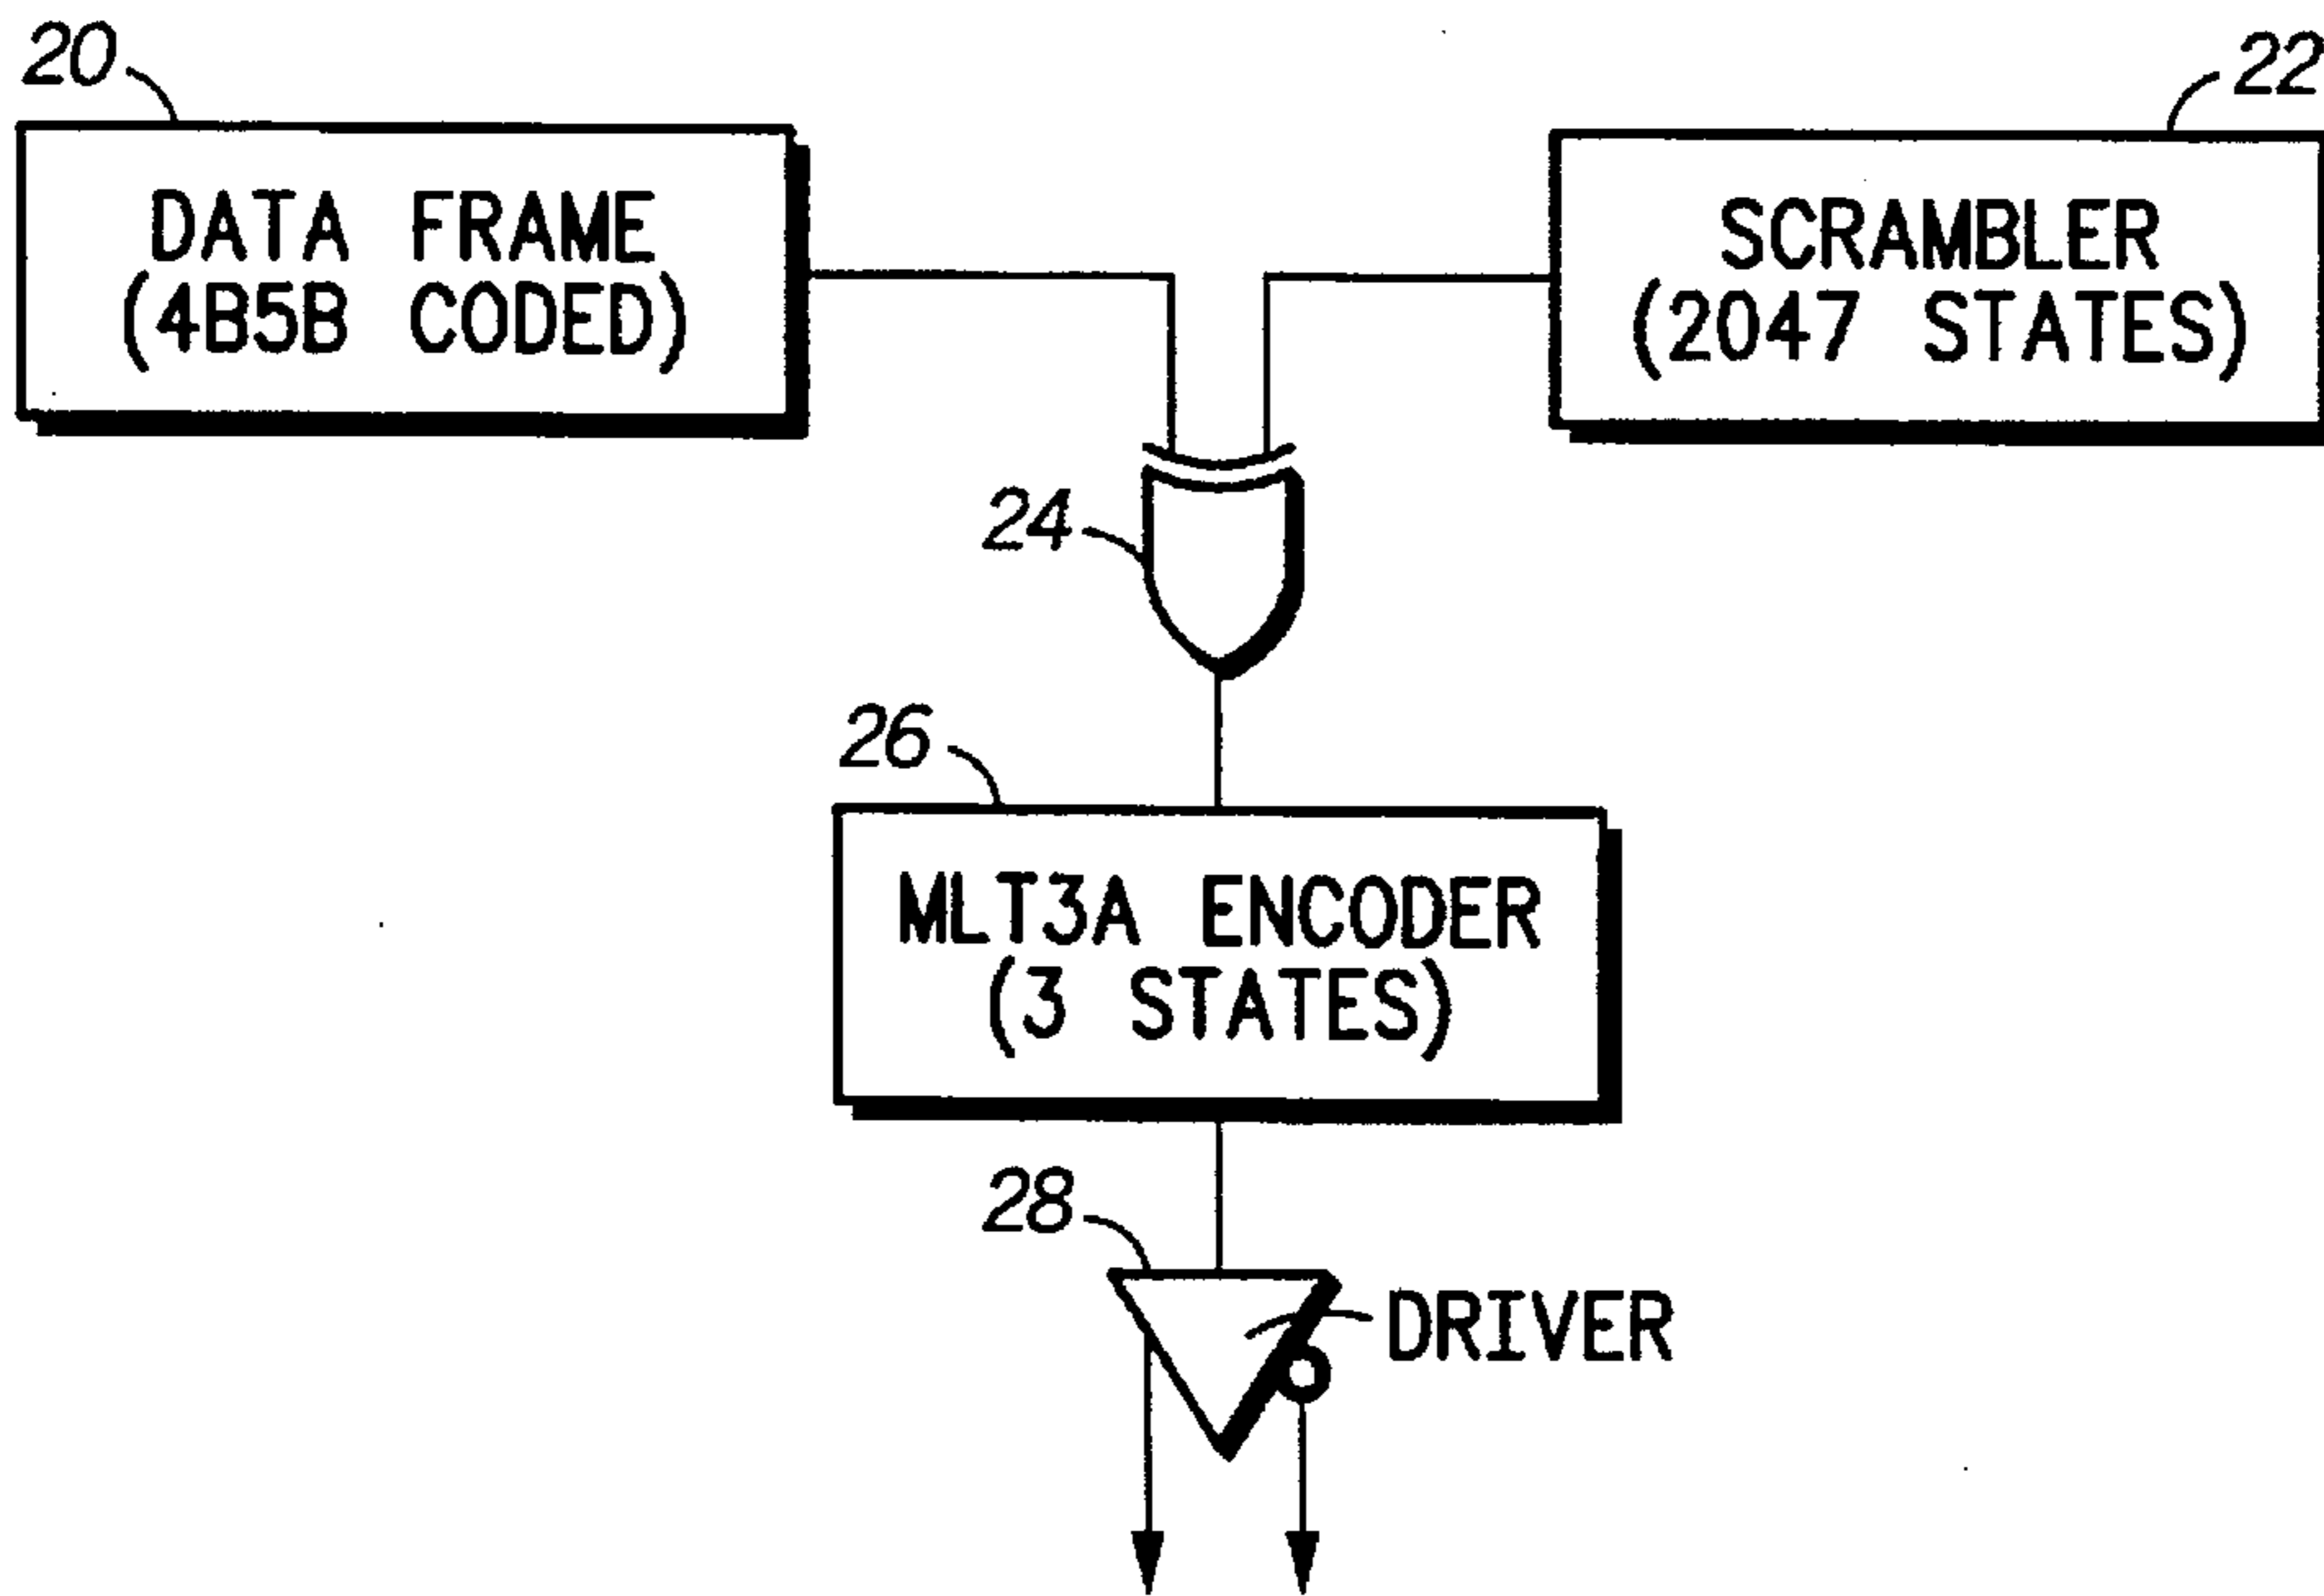 20
22
DATA FRAME
(4B5B CODED)
SCRAMBLER
(2047 STATES)
24
26
MLT3A ENCODER
(3 STATES)
28
DRIVER